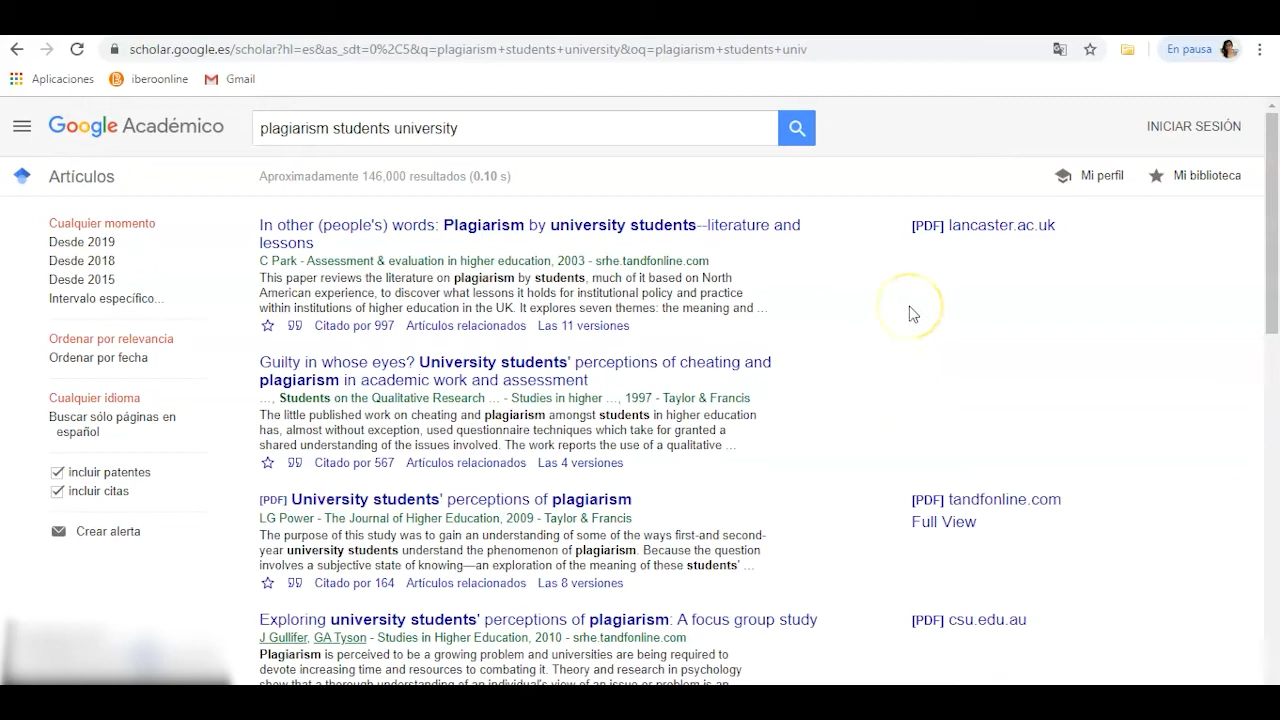 scholar.google.es/scholar?hl=es&as_sdt=0%2C5&q=plagiarism+students+university&oq=plagiarism+students+univ
En pausa
Aplicaciones iberoonline Gmail
Google Académico
plagiarism students university
INICIAR SESIÓN
Artículos
Aproximadamente 146,000 resultados (0.10 s)
Mi perfil
Mi biblioteca
Cualquier momento
Desde 2019
Desde 2018
Desde 2015
Intervalo específico...
Ordenar por relevancia
Ordenar por fecha
Cualquier idioma
Buscar sólo páginas en
español
incluir patentes
incluir citas
Crear alerta
In other (people's) words: Plagiarism by university students--literature and
lessons
C Park - Assessment & evaluation in higher education, 2003 - srhe.tandfonline.com
This paper reviews the literature on plagiarism by students, much of it based on North
American experience, to discover what lessons it holds for institutional policy and practice
within institutions of higher education in the UK. It explores seven themes: the meaning and ...
Citado por 997 Artículos relacionados Las 11 versiones
[PDF] lancaster.ac.uk
Guilty in whose eyes? University students' perceptions of cheating and
plagiarism in academic work and assessment
..., Students on the Qualitative Research ... - Studies in higher ..., 1997 - Taylor & Francis
The little published work on cheating and plagiarism amongst students in higher education
has, almost without exception, used questionnaire techniques which take for granted a
shared understanding of the issues involved. The work reports the use of a qualitative ...
Citado por 567 Artículos relacionados Las 4 versiones
[PDF] University students' perceptions of plagiarism
LG Power - The Journal of Higher Education, 2009 - Taylor & Francis
The purpose of this study was to gain an understanding of some of the ways first-and second-
year university students understand the phenomenon of plagiarism. Because the question
involves a subjective state of knowing—an exploration of the meaning of these students' ...
Citado por 164 Artículos relacionados Las 8 versiones
[PDF] tandfonline.com
Full View
Exploring university students' perceptions of plagiarism: A focus group study
J Gullifer, GA Tyson - Studies in Higher Education, 2010 - srhe.tandfonline.com
Plagiarism is perceived to be a growing problem and universities are being required to
devote increasing time and resources to combating it. Theory and research in psychology
show that a thorough understanding of an individual's view of an issue or problem is an
[PDF] csu.edu.au